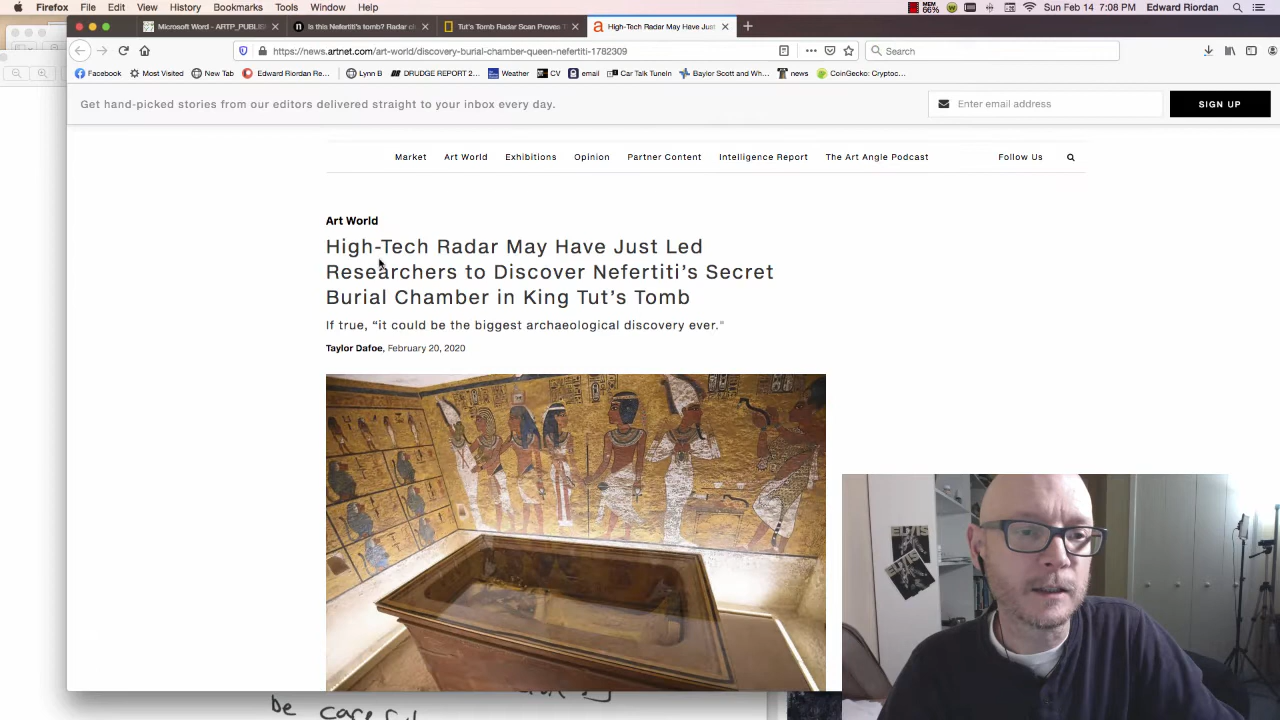 Firefox File Edit View History Bookmarks Tools Window Help MEM 66% Sun Feb 14 7:08 PM Edward Riordan
Microsoft Word - ARTP_PUBLIS Is this Nefertiti's tomb? Radar cl Tut's Tomb Radar Scan Proves T High-Tech Radar May Have Just
https://news.artnet.com/art-world/discovery-burial-chamber-queen-nefertiti-1782309 Search
Facebook Most Visited New Tab Edward Riordan Re... Lynn B DRUDGE REPORT 2... Weather CV email Car Talk TuneIn Baylor Scott and Wh... news CoinGecko: Cryptoc...
Get hand-picked stories from our editors delivered straight to your inbox every day. Enter email address SIGN UP
Market Art World Exhibitions Opinion Partner Content Intelligence Report The Art Angle Podcast Follow Us
Art World
High-Tech Radar May Have Just Led
Researchers to Discover Nefertiti's Secret
Burial Chamber in King Tut's Tomb
If true, "it could be the biggest archaeological discovery ever."
Taylor Dafoe, February 20, 2020
ELVIS
ELVIS
be careful